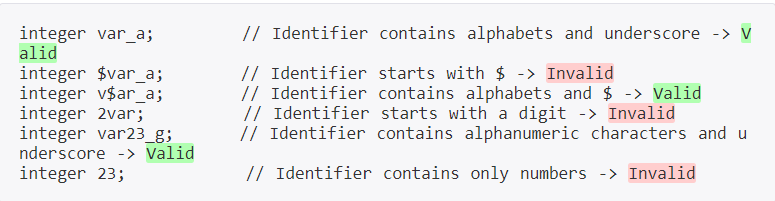 integer var_a;         // Identifier contains alphabets and underscore -> V
alid
integer $var_a;        // Identifier starts with $ -> Invalid
integer v$ar_a;        // Identifier contains alphabets and $ -> Valid
integer 2var;          // Identifier starts with a digit -> Invalid
integer var23_g;       // Identifier contains alphanumeric characters and u
nderscore -> Valid
integer 23;            // Identifier contains only numbers -> Invalid